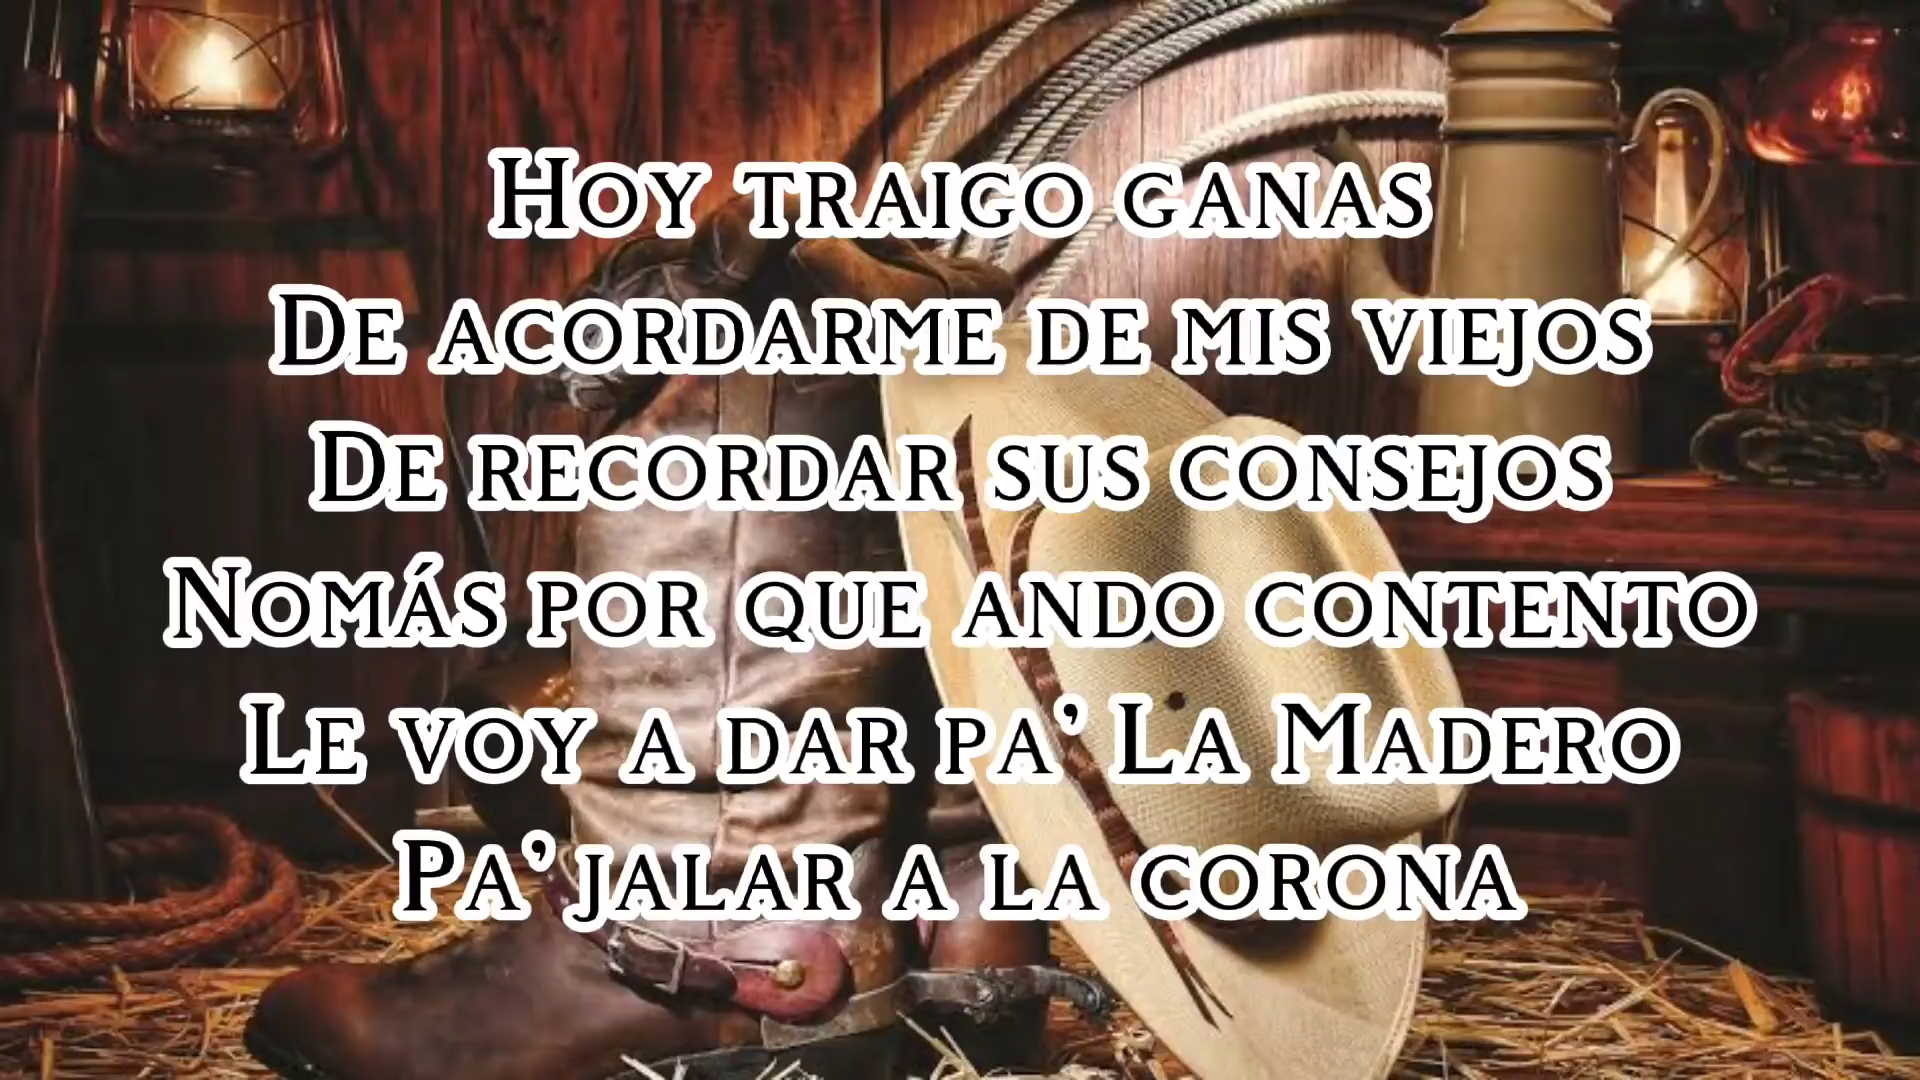 Hoy traigo ganas
De acordarme de mis viejos
De recordar sus consejos
Nomás por que ando contento
Le voy a dar pa' La Madero
Pa' jalar a la corona